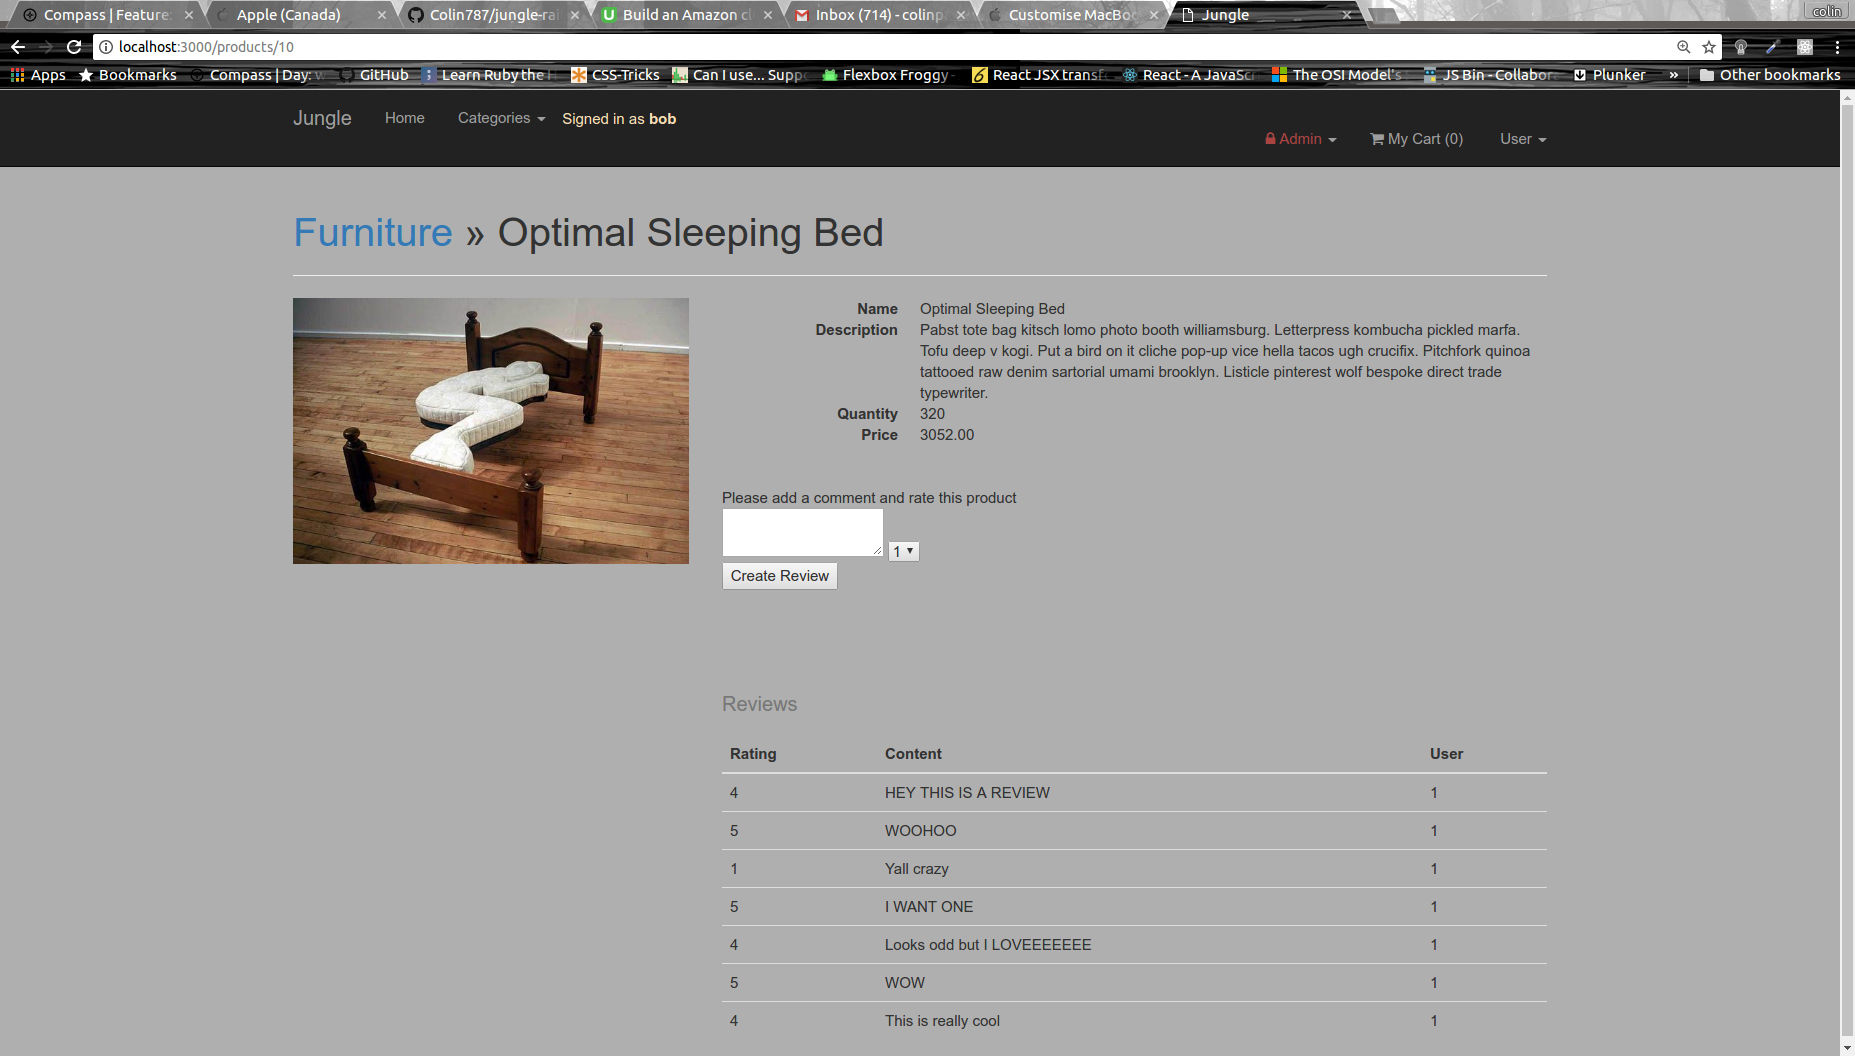 Compass | Feature:
Apple (Canada)
Colin787/jungle-rai
Build an Amazon cl
Inbox (714) - colinp
Customise MacBoo
Jungle
colin
localhost:3000/products/10
Apps
Bookmarks
Compass | Day: w
GitHub
Learn Ruby the H
CSS-Tricks
Can I use... Supp
Flexbox Froggy -
React JSX transf
React - A JavaScr
The OSI Model's
JS Bin - Collabor
Plunker
»
Other bookmarks
Jungle Home Categories Signed in as bob
Admin My Cart (0) User
Furniture » Optimal Sleeping Bed
Name Optimal Sleeping Bed
Description Pabst tote bag kitsch lomo photo booth williamsburg. Letterpress kombucha pickled marfa.
Tofu deep v kogi. Put a bird on it cliche pop-up vice hella tacos ugh crucifix. Pitchfork quinoa
tattooed raw denim sartorial umami brooklyn. Listicle pinterest wolf bespoke direct trade
typewriter.
Quantity 320
Price 3052.00
Please add a comment and rate this product
1
Create Review
Reviews
Rating Content User
4 HEY THIS IS A REVIEW 1
5 WOOHOO 1
1 Yall crazy 1
5 I WANT ONE 1
4 Looks odd but I LOVEEEEEEE 1
5 WOW 1
4 This is really cool 1